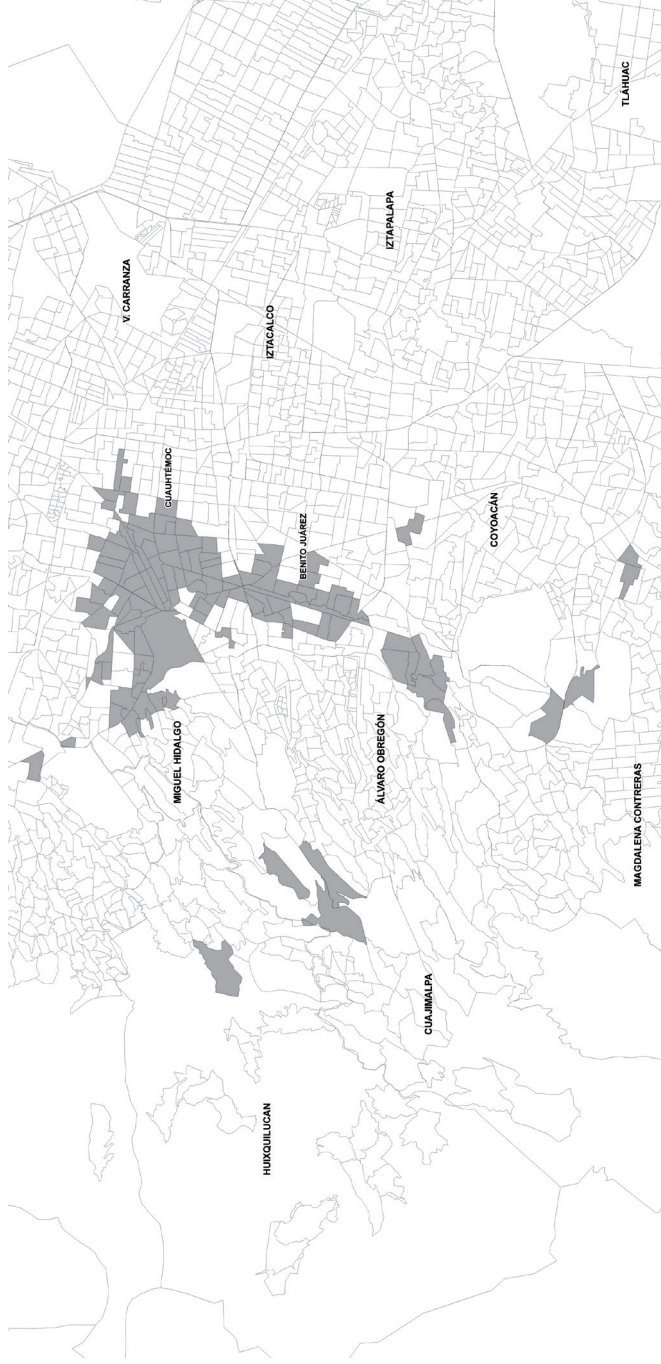 V. CARRANZA
MIGUEL HIDALGO
CUAUHTÉMOC
HUIXQUILUCAN
IZTACALCO
BENITO JUÁREZ
ÁLVARO OBREGÓN
IZTAPALAPA
CUAJIMALPA
COYOACÁN
MAGDALENA CONTRERAS
TLÁHUAC